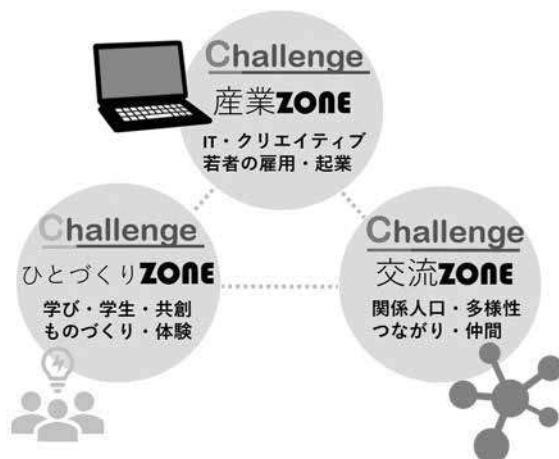 Challenge
産業ZONE
IT・クリエイティブ
若者の雇用・起業
Challenge
ひとづくりZONE
学び・学生・共創
ものづくり・体験
Challenge
交流ZONE
関係人口・多様性
つながり・仲間